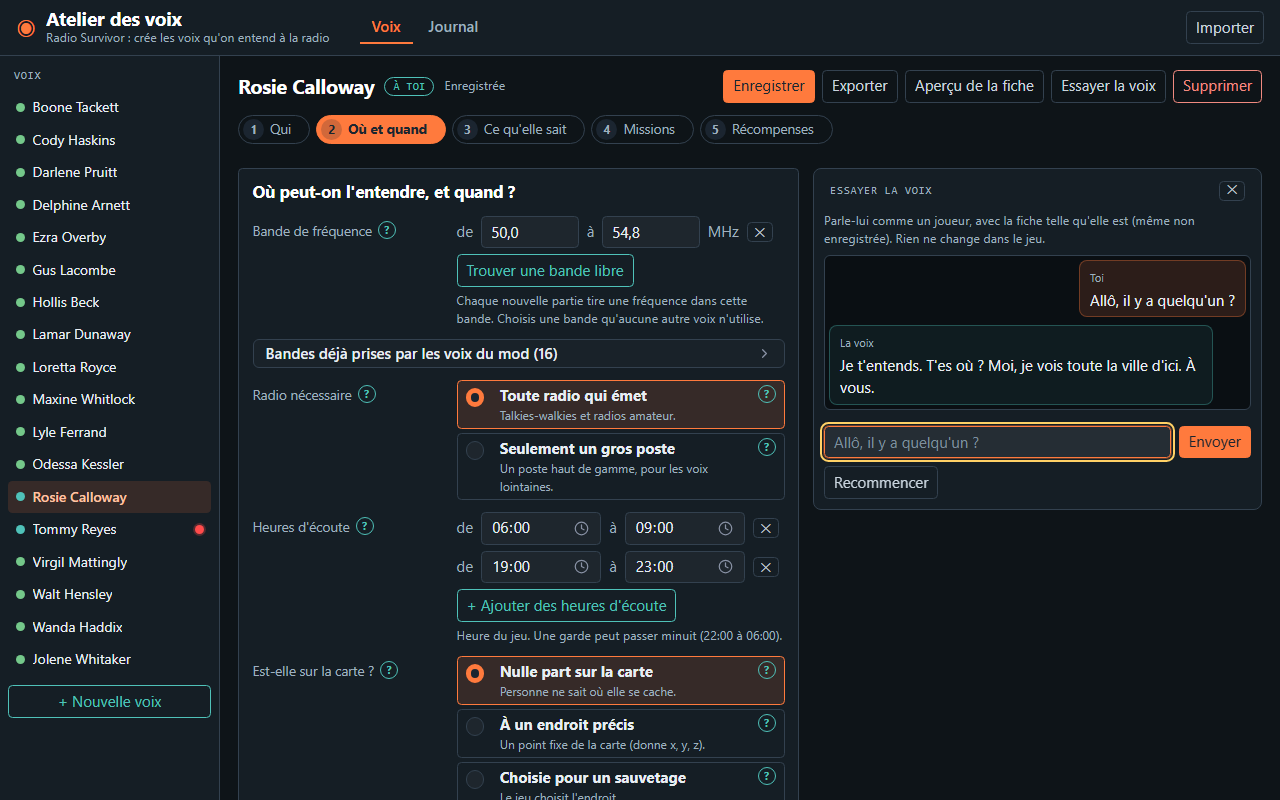 Atelier des voix
Radio Survivor : crée les voix qu'on entend à la radio
Voix
Journal
Importer
VOIX
Boone Tackett
Cody Haskins
Darlene Pruitt
Delphine Arnett
Ezra Overby
Gus Lacombe
Hollis Beck
Lamar Dunaway
Loretta Royce
Maxine Whitlock
Lyle Ferrand
Odessa Kessler
Rosie Calloway
Tommy Reyes
Virgil Mattingly
Walt Hensley
Wanda Haddix
Jolene Whitaker
+ Nouvelle voix
Rosie Calloway
À TOI
Enregistrée
Enregistrer
Exporter
Aperçu de la fiche
Essayer la voix
Supprimer
1 Qui
2 Où et quand
3 Ce qu'elle sait
4 Missions
5 Récompenses
Où peut-on l'entendre, et quand ?
Bande de fréquence ?
de 50,0 à 54,8 MHz
Trouver une bande libre
Chaque nouvelle partie tire une fréquence dans cette
bande. Choisis une bande qu'aucune autre voix n'utilise.
Bandes déjà prises par les voix du mod (16)
Radio nécessaire ?
Toute radio qui émet ?
Talkies-walkies et radios amateur.
Seulement un gros poste ?
Un poste haut de gamme, pour les voix
lointaines.
Heures d'écoute ?
de 06:00 à 09:00
de 19:00 à 23:00
+ Ajouter des heures d'écoute
Heure du jeu. Une garde peut passer minuit (22:00 à 06:00).
Est-elle sur la carte ? ?
Nulle part sur la carte ?
Personne ne sait où elle se cache.
À un endroit précis ?
Un point fixe de la carte (donne x, y, z).
Choisie pour un sauvetage ?
Le jeu choisit l'endroit.
ESSAYER LA VOIX
Parle-lui comme un joueur, avec la fiche telle qu'elle est (même non
enregistrée). Rien ne change dans le jeu.
Toi
Allô, il y a quelqu'un ?
La voix
Je t'entends. T'es où ? Moi, je vois toute la ville d'ici. À
vous.
Allô, il y a quelqu'un ?
Envoyer
Recommencer